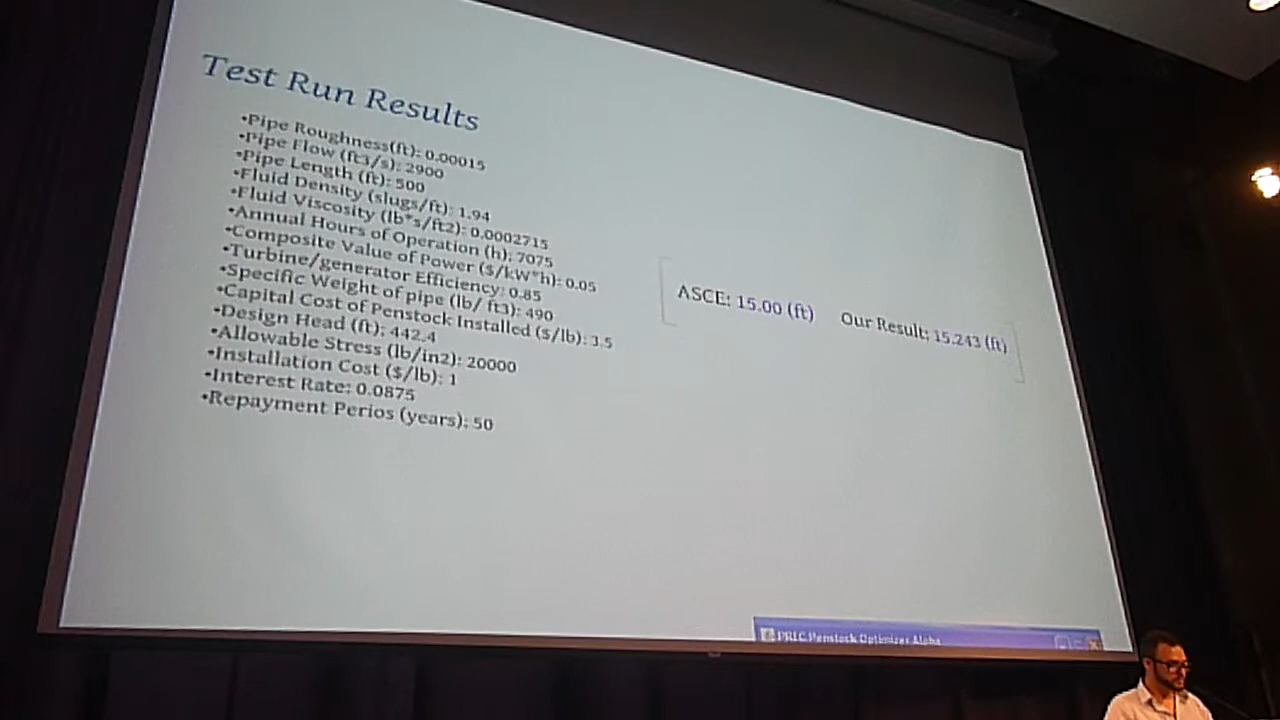 Test Run Results
•Pipe Roughness(ft): 0.00015
•Pipe Flow (ft3/s): 2900
•Pipe Length (ft): 500
•Fluid Density (slugs/ft): 1.94
•Fluid Viscosity (lb*s/ft2): 0.0002715
•Annual Hours of Operation (h): 7075
•Composite Value of Power ($/kW*h): 0.05
•Turbine/generator Efficiency: 0.85
•Specific Weight of pipe (lb/ ft3): 490
•Capital Cost of Penstock Installed ($/lb): 3.5
•Design Head (ft): 442.4
•Allowable Stress (lb/in2): 20000
•Installation Cost ($/lb): 1
•Interest Rate: 0.0875
•Repayment Perios (years): 50
ASCE: 15.00 (ft) Our Result: 15.243 (ft)
Penstock Optimizer Alpha